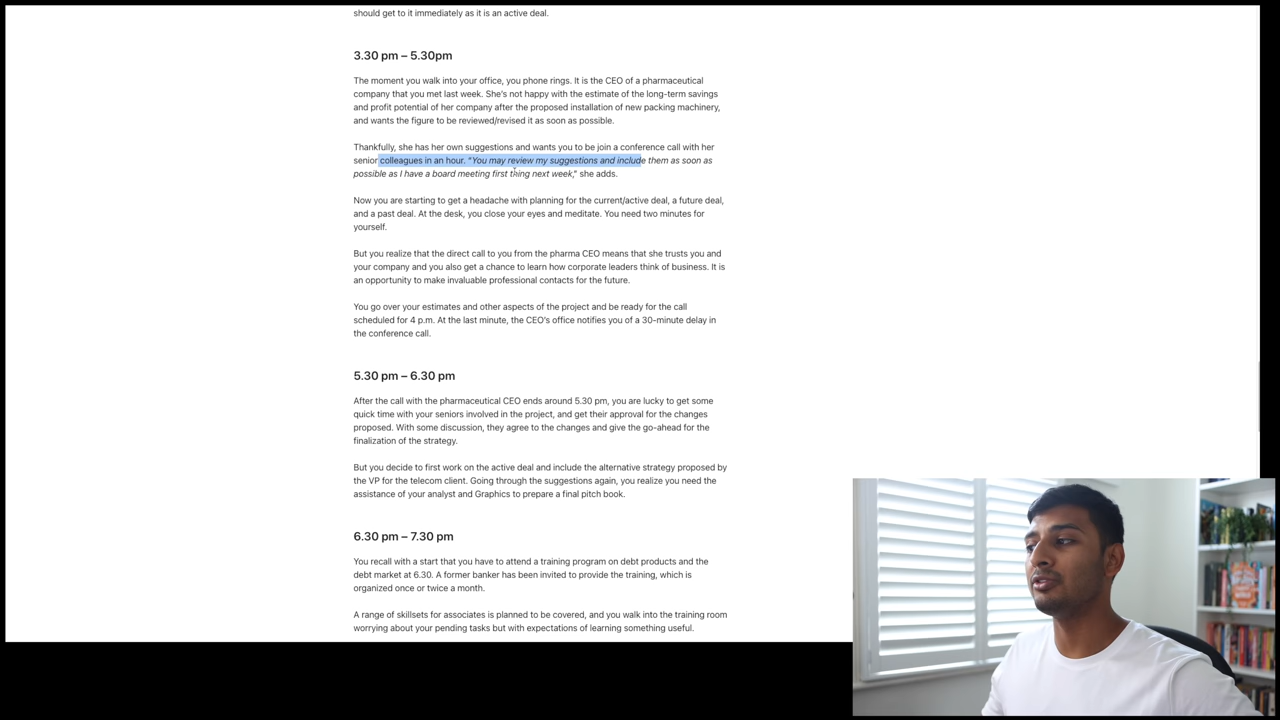 should get to it immediately as it is an active deal.
3.30 pm – 5.30pm
The moment you walk into your office, you phone rings. It is the CEO of a pharmaceutical
company that you met last week. She's not happy with the estimate of the long-term savings
and profit potential of her company after the proposed installation of new packing machinery,
and wants the figure to be reviewed/revised it as soon as possible.
Thankfully, she has her own suggestions and wants you to be join a conference call with her
senior colleagues in an hour. "You may review my suggestions and include them as soon as
possible as I have a board meeting first thing next week," she adds.
Now you are starting to get a headache with planning for the current/active deal, a future deal,
and a past deal. At the desk, you close your eyes and meditate. You need two minutes for
yourself.
But you realize that the direct call to you from the pharma CEO means that she trusts you and
your company and you also get a chance to learn how corporate leaders think of business. It is
an opportunity to make invaluable professional contacts for the future.
You go over your estimates and other aspects of the project and be ready for the call
scheduled for 4 p.m. At the last minute, the CEO's office notifies you of a 30-minute delay in
the conference call.
5.30 pm – 6.30 pm
After the call with the pharmaceutical CEO ends around 5.30 pm, you are lucky to get some
quick time with your seniors involved in the project, and get their approval for the changes
proposed. With some discussion, they agree to the changes and give the go-ahead for the
finalization of the strategy.
But you decide to first work on the active deal and include the alternative strategy proposed by
the VP for the telecom client. Going through the suggestions again, you realize you need the
assistance of your analyst and Graphics to prepare a final pitch book.
6.30 pm – 7.30 pm
You recall with a start that you have to attend a training program on debt products and the
debt market at 6.30. A former banker has been invited to provide the training, which is
organized once or twice a month.
A range of skillsets for associates is planned to be covered, and you walk into the training room
worrying about your pending tasks but with expectations of learning something useful.